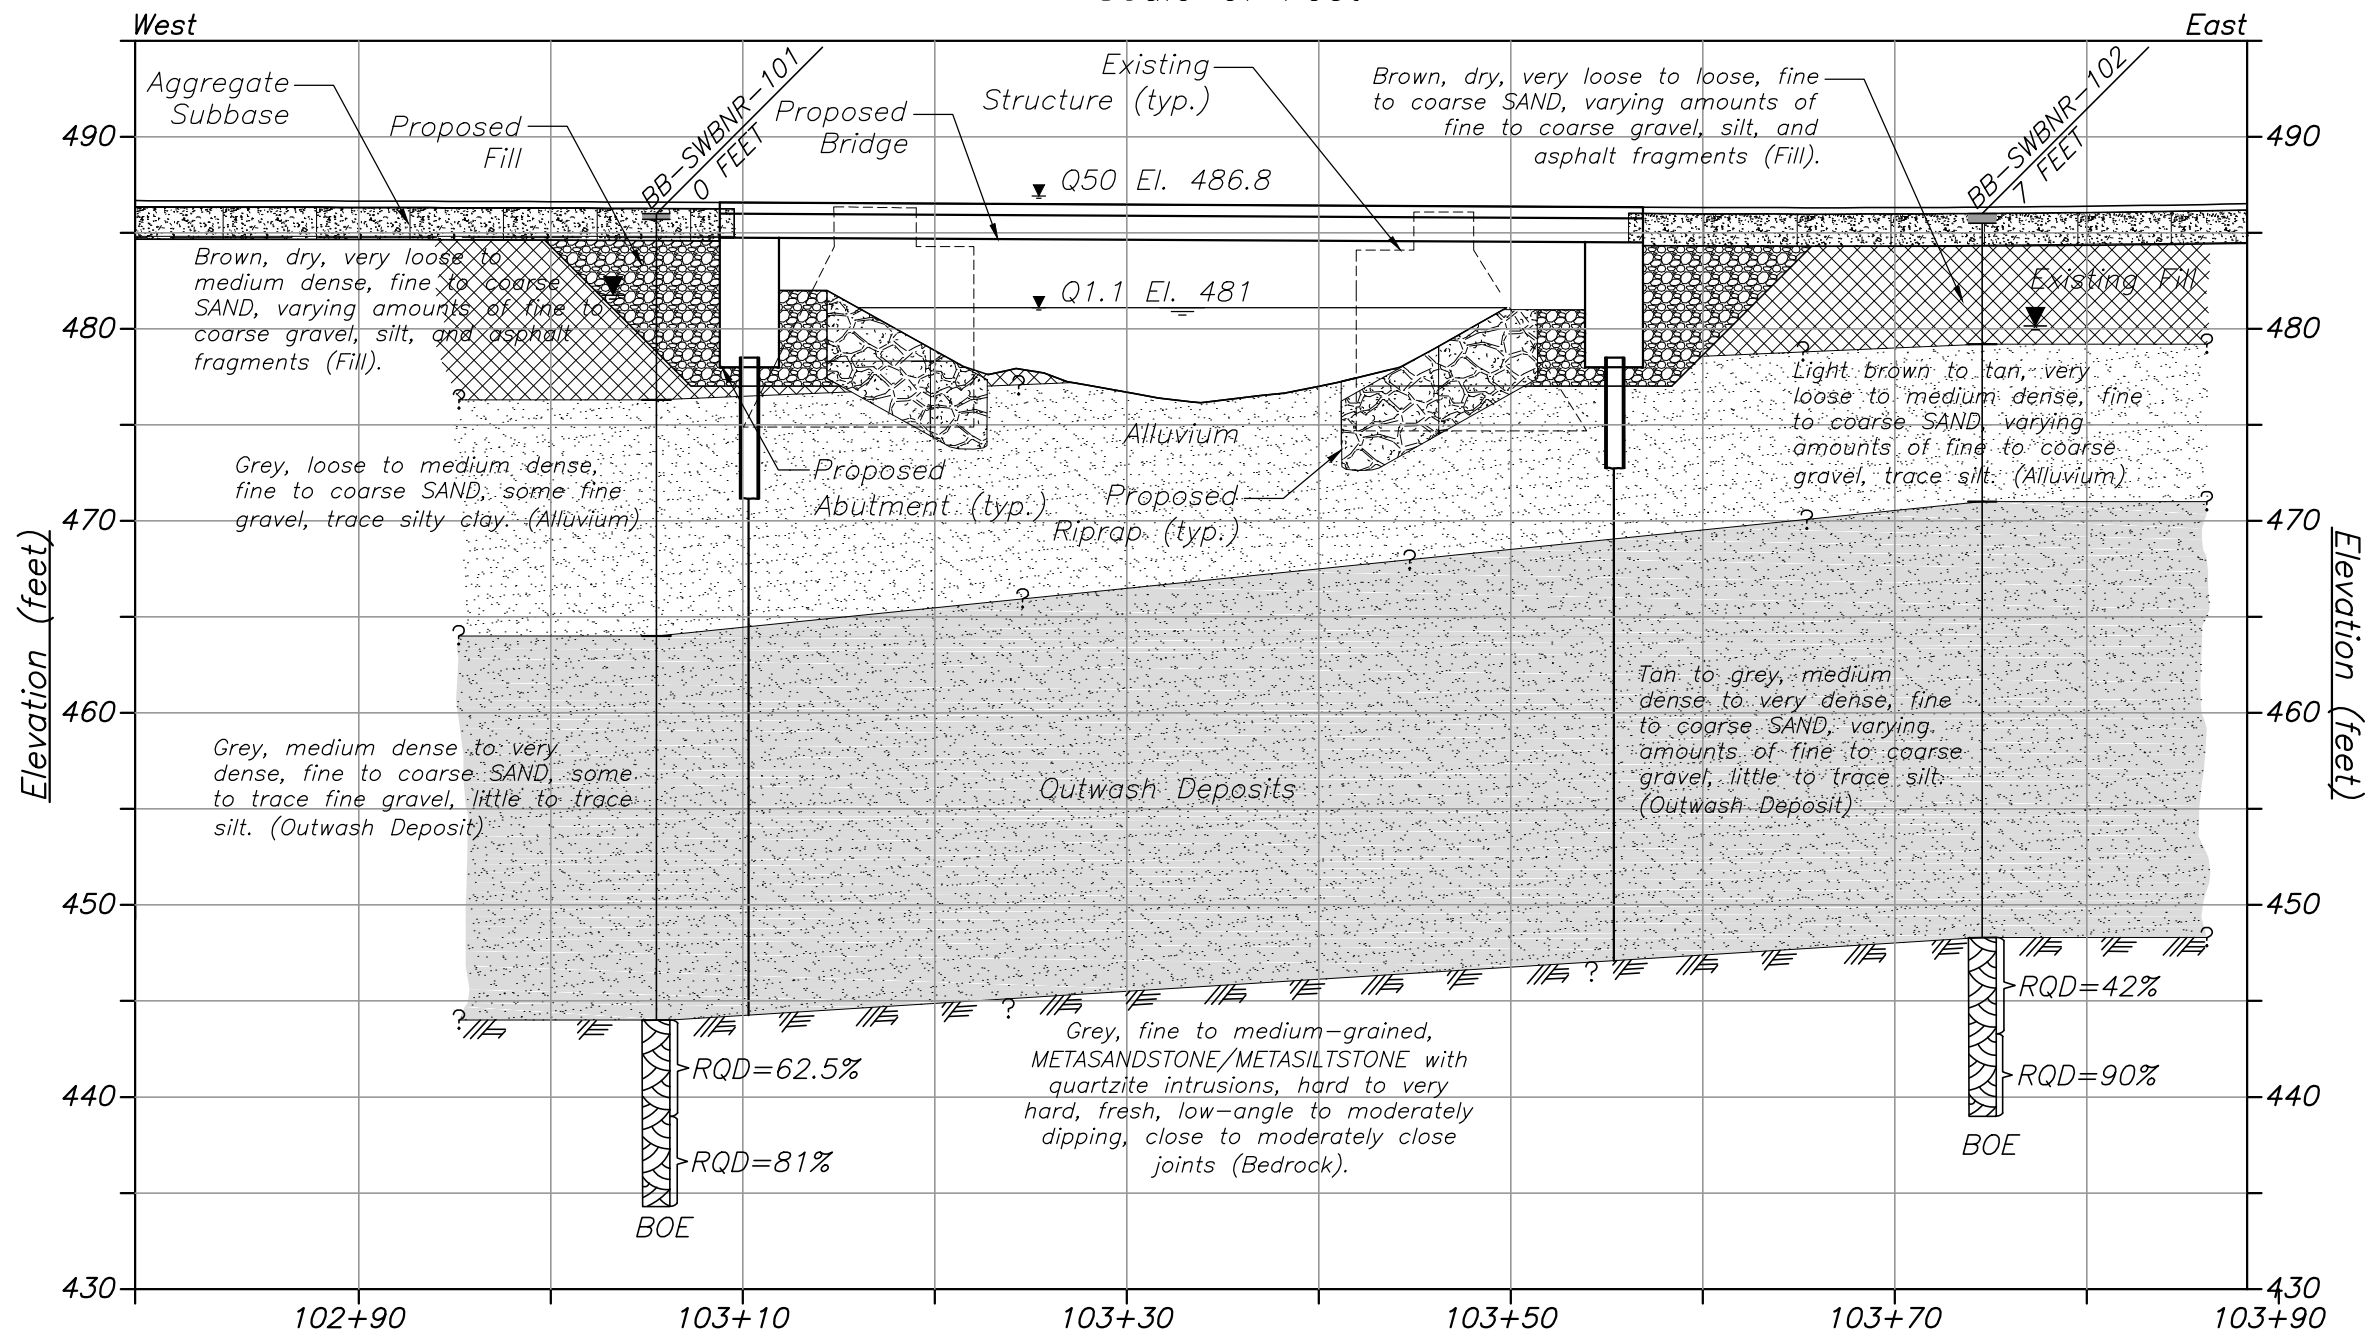 West
East
Aggregate
Subbase
Proposed
Fill
BB-SWBNR-101
0 FEET
Proposed
Bridge
Existing
Structure (typ.)
Brown, dry, very loose to loose, fine
to coarse SAND, varying amounts of
fine to coarse gravel, silt, and
asphalt fragments (Fill).
BB-SWBNR-102
7 FEET
Q50 El. 486.8
Q1.1 El. 481
Brown, dry, very loose to
medium dense, fine to coarse
SAND, varying amounts of fine to
coarse gravel, silt, and asphalt
fragments (Fill).
Existing Fill
Light brown to tan, very
loose to medium dense, fine
to coarse SAND, varying
amounts of fine to coarse
gravel, trace silt. (Alluvium)
Alluvium
Grey, loose to medium dense,
fine to coarse SAND, some fine
gravel, trace silty clay. (Alluvium)
Proposed
Abutment (typ.)
Proposed
Riprap (typ.)
?
?
?
?
?
?
?
?
?
?
?
?
?
?
Tan to grey, medium
dense to very dense, fine
to coarse SAND, varying
amounts of fine to coarse
gravel, little to trace silt.
(Outwash Deposit)
Grey, medium dense to very
dense, fine to coarse SAND, some
to trace fine gravel, little to trace
silt. (Outwash Deposit)
Outwash Deposits
RQD=42%
RQD=90%
BOE
RQD=62.5%
RQD=81%
BOE
Grey, fine to medium-grained,
METASANDSTONE/METASILTSTONE with
quartzite intrusions, hard to very
hard, fresh, low-angle to moderately
dipping, close to moderately close
joints (Bedrock).
Elevation (feet)
490
480
470
460
450
440
430
Elevation (feet)
490
480
470
460
450
440
430
102+90
103+10
103+30
103+50
103+70
103+90